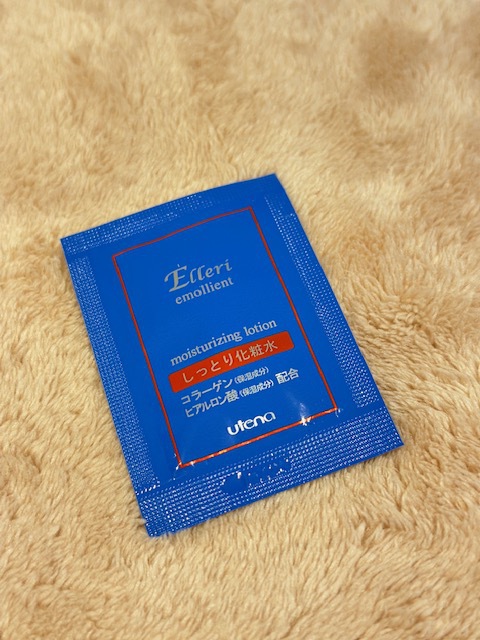 Elleri
emollient
moisturizing lotion
しっとり化粧水
コラーゲン(保湿成分)
ヒアルロン酸(保湿成分) 配合
utena